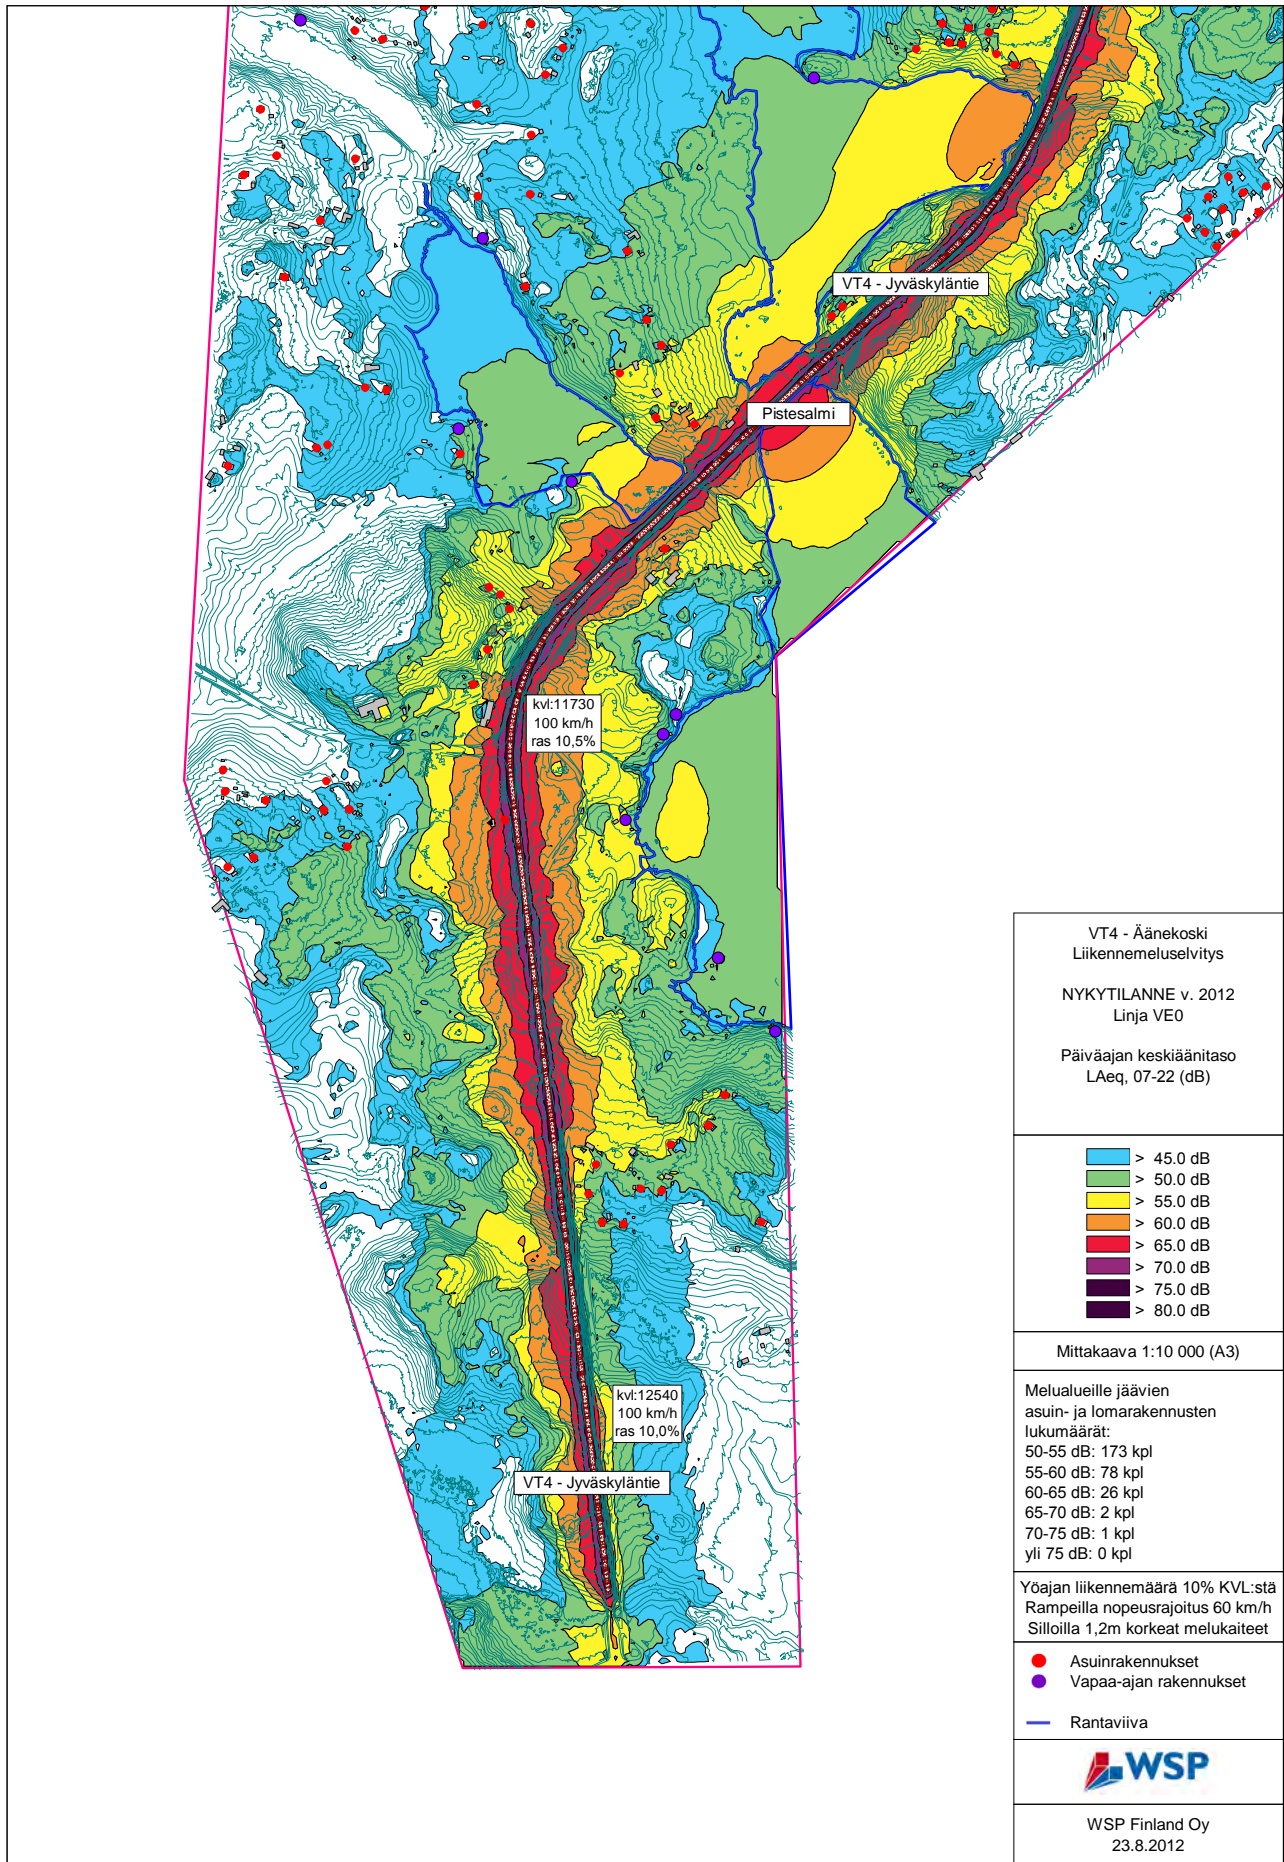 VT4 - Jyväskyläntie
Pistesalmi
kvl:11730
100 km/h
ras 10,5%
kvl:12540
100 km/h
ras 10,0%
VT4 - Jyväskyläntie
VT4 - Äänekoski
Liikennemeluselvitys
NYKYTILANNE v. 2012
Linja VE0
Päiväajan keskiäänitaso
LAeq, 07-22 (dB)
> 45.0 dB
> 50.0 dB
> 55.0 dB
> 60.0 dB
> 65.0 dB
> 70.0 dB
> 75.0 dB
> 80.0 dB
Mittakaava 1:10 000 (A3)
Melualueille jäävien
asuin- ja lomarakennusten
lukumäärät:
50-55 dB: 173 kpl
55-60 dB: 78 kpl
60-65 dB: 26 kpl
65-70 dB: 2 kpl
70-75 dB: 1 kpl
yli 75 dB: 0 kpl
Yöajan liikennemäärä 10% KVL:stä
Rampeilla nopeusrajoitus 60 km/h
Silloilla 1,2m korkeat melukaiteet
Asuinrakennukset
Vapaa-ajan rakennukset
Rantaviiva
WSP
WSP Finland Oy
23.8.2012